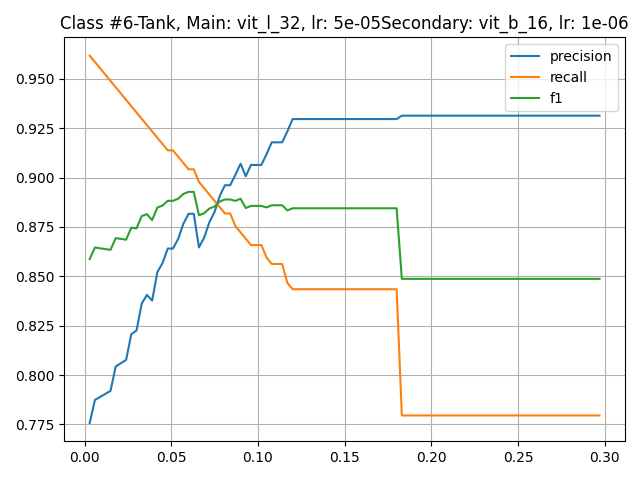 Class #6-Tank, Main: vit_l_32, lr: 5e-05Secondary: vit_b_16, lr: 1e-06
precision
recall
f1
0.950
0.925
0.900
0.875
0.850
0.825
0.800
0.775
0.00 0.05 0.10 0.15 0.20 0.25 0.30